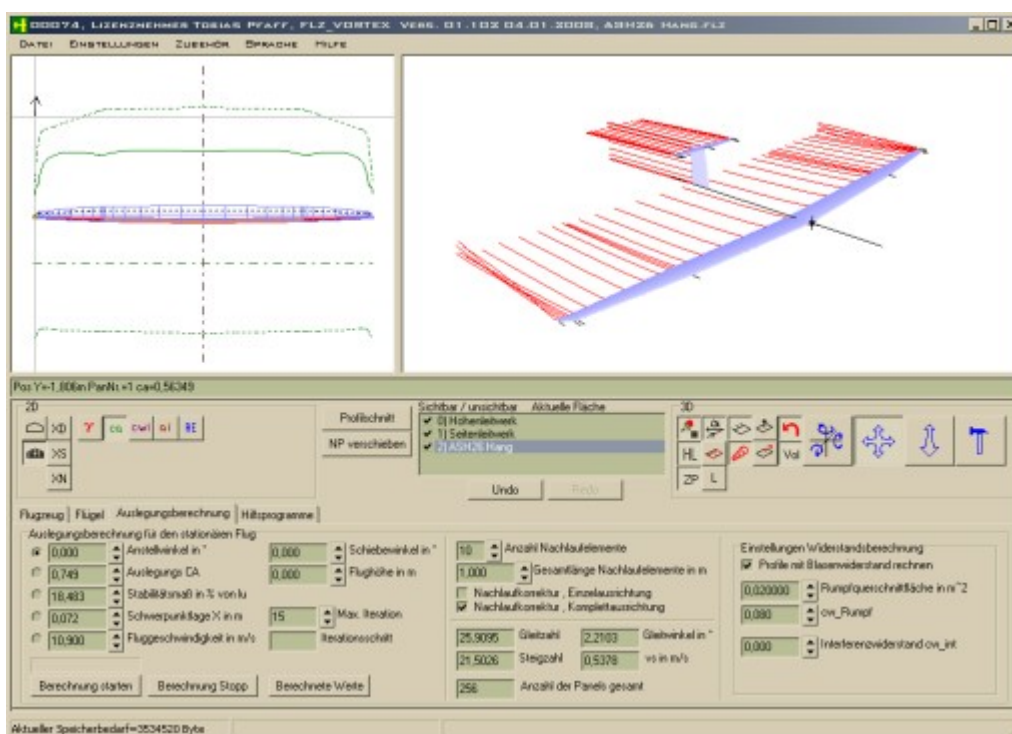 00074, Lizenznehmer Tobias Pfaff, FLZ_Vortex Vers. 01.102 04.01.2008, ASH26 Hang.flz
Datei Einstellungen Zubehör Sprache Hilfe
Pos Y=-1,806m PanNr.=1 ca=0,56349
2D
XD γ ca cwi ai RE
XS
XN
Profilschnitt
NP verschieben
Sichtbar / unsichtbar Aktuelle Fläche
0) Höhenleitwerk
1) Seitenleitwerk
2) ASH26 Hang
Undo Redo
3D
HL Vol
ZP L
Flugzeug Flügel Auslegungsberechnung Hilfsprogramme
Auslegungsberechnung für den stationären Flug
0,000 Anstellwinkel in ° 0,000 Schiebewinkel in °
0,749 Auslegungs CA 0,000 Flughöhe in m
18,483 Stabilitätsmaß in % von lu
0,072 Schwerpunktlage X in m 15 Max. Iteration
10,900 Fluggeschwindigkeit in m/s Iterationsschritt
Berechnung starten Berechnung Stopp Berechnete Werte
10 Anzahl Nachlaufelemente
1,000 Gesamtlänge Nachlaufelemente in m
Nachlaufkorrektur , Einzelausrichtung
Nachlaufkorrektur , Komplettausrichtung
25,9095 Gleitzahl 2,2103 Gleitwinkel °
21,5026 Steigzahl 0,5378 vs in m/s
256 Anzahl der Panels gesamt
Einstellungen Widerstandsberechnung
Profile mit Blasenwiderstand rechnen
0,020000 Rumpfquerschnittfläche in m^2
0,080 cw_Rumpf
0,000 Interferenzwiderstand cw_int
Aktueller Speicherbedarf=3534520 Byte